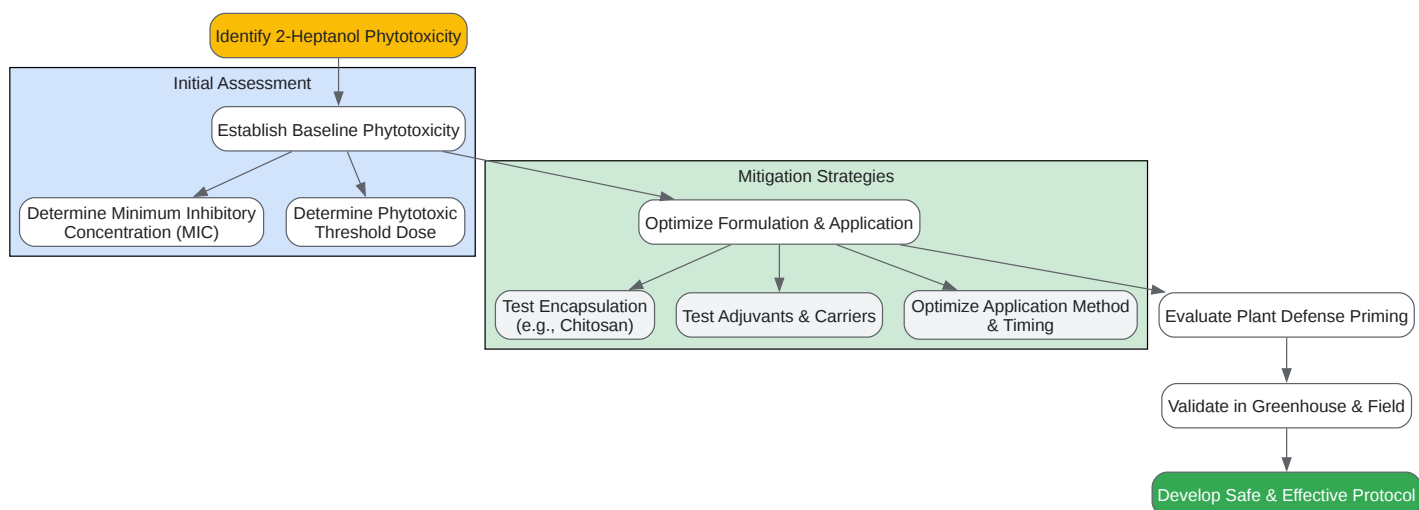 Identify 2-Heptanol Phytotoxicity
Initial Assessment
Establish Baseline Phytotoxicity
Determine Minimum Inhibitory
Concentration (MIC)
Determine Phytotoxic
Threshold Dose
Mitigation Strategies
Optimize Formulation & Application
Test Encapsulation
(e.g., Chitosan)
Test Adjuvants & Carriers
Optimize Application Method
& Timing
Evaluate Plant Defense Priming
Validate in Greenhouse & Field
Develop Safe & Effective Protocol